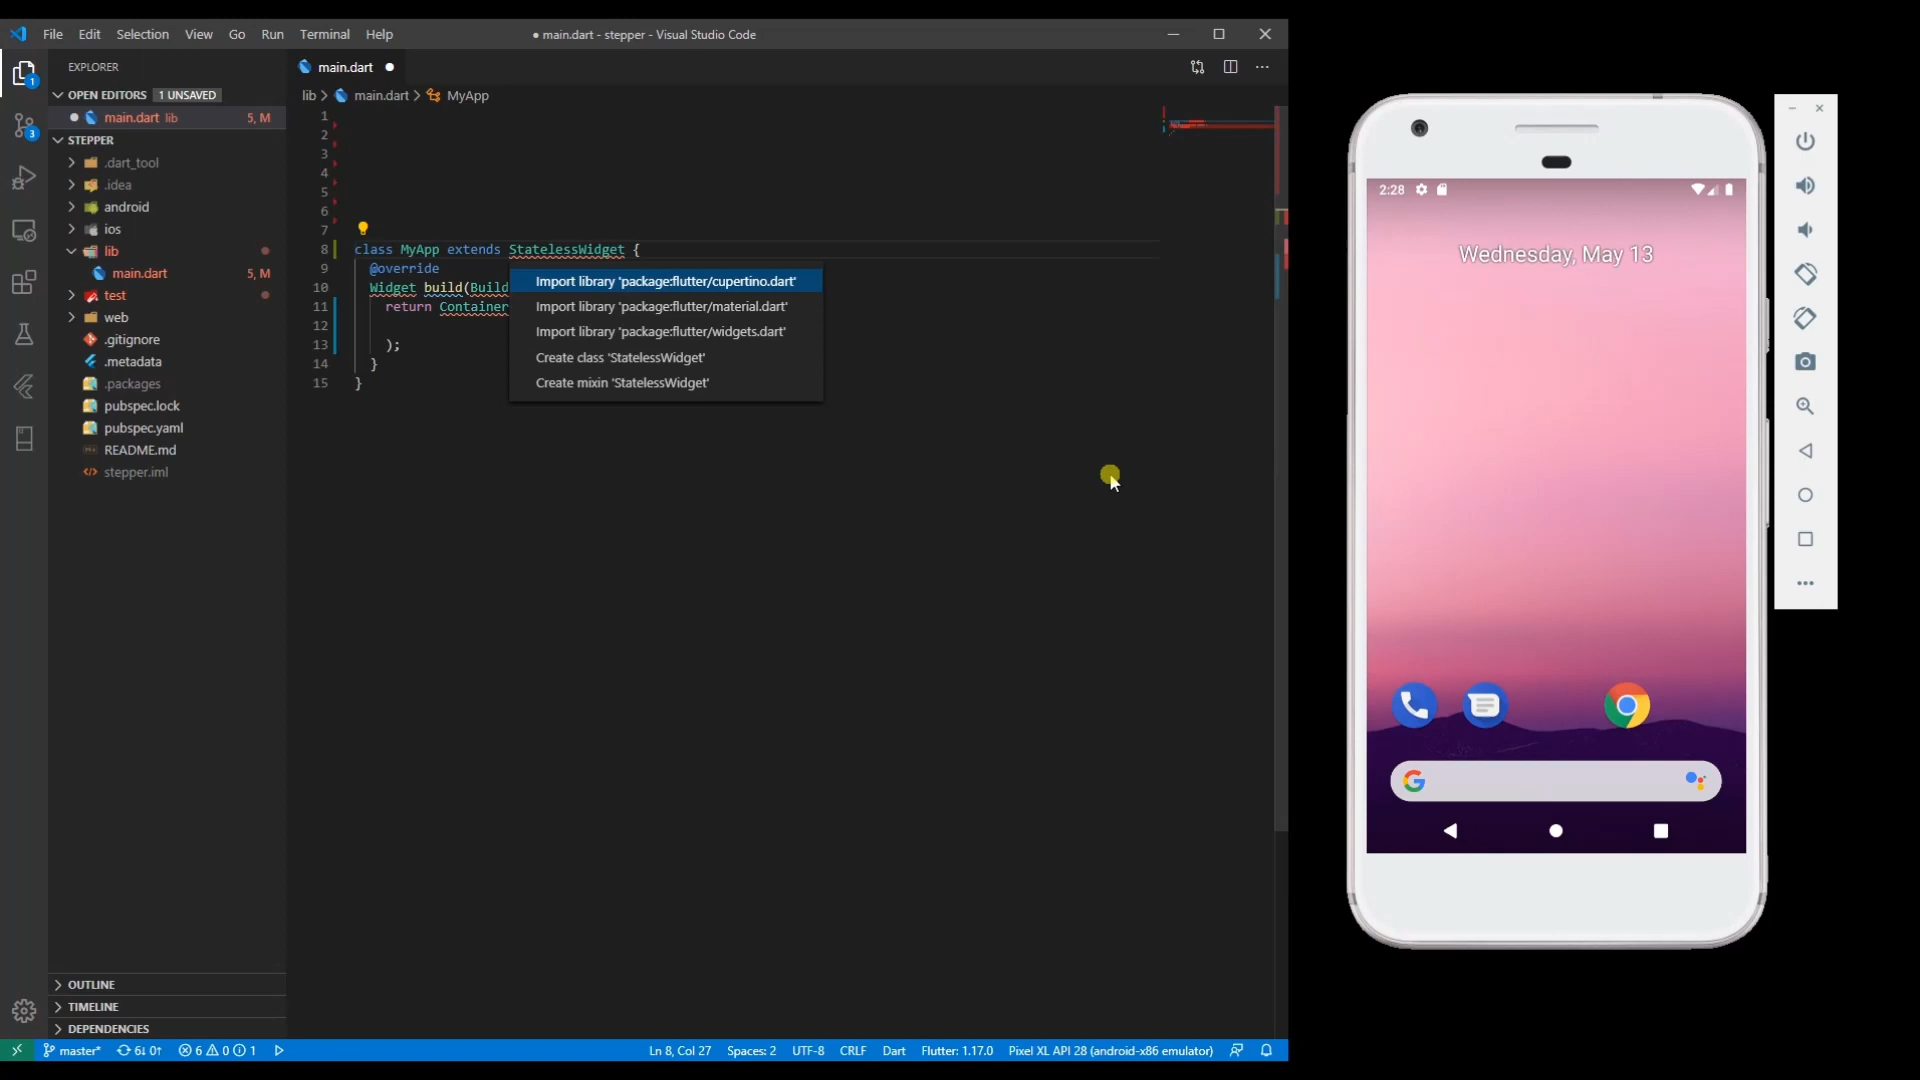 File Edit Selection View Go Run Terminal Help
● main.dart - stepper - Visual Studio Code
EXPLORER
OPEN EDITORS 1 UNSAVED
main.dart lib 5, M
STEPPER
.dart_tool
.idea
android
ios
lib
main.dart 5, M
test
web
.gitignore
.metadata
.packages
pubspec.lock
pubspec.yaml
README.md
stepper.iml
OUTLINE
TIMELINE
DEPENDENCIES
1
3
main.dart
lib > main.dart > MyApp
1
2
3
4
5
6
7
8 class MyApp extends StatelessWidget {
9 @override
10 Widget build(Build
11 return Container
12
13 );
14 }
15 }
Import library 'package:flutter/cupertino.dart'
Import library 'package:flutter/material.dart'
Import library 'package:flutter/widgets.dart'
Create class 'StatelessWidget'
Create mixin 'StatelessWidget'
master* 6↓ 0↑ 6 0 1
Ln 8, Col 27 Spaces: 2 UTF-8 CRLF Dart Flutter: 1.17.0 Pixel XL API 28 (android-x86 emulator)
2:28
Wednesday, May 13
G